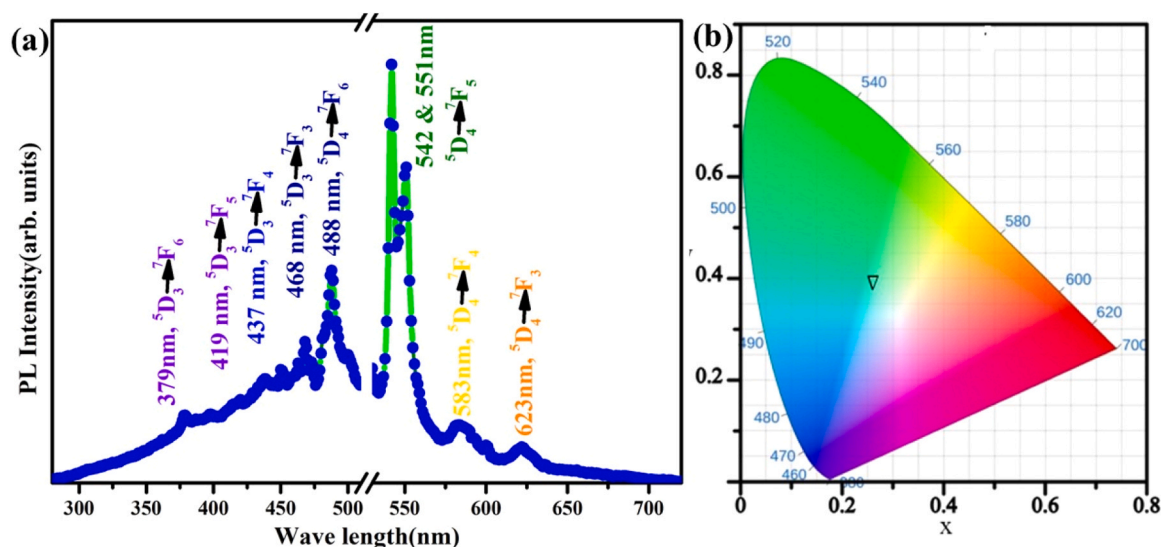 (a)
PL Intensity(arb. units)
379nm, ⁵D₃ ⁷F₆
419 nm, ⁵D₃ ⁷F₅
437 nm, ⁵D₃ ⁷F₄
468 nm, ⁵D₃ ⁷F₃
488 nm, ⁵D₄ ⁷F₆
542 & 551nm
⁵D₄ ⁷F₅
583nm, ⁵D₄ ⁷F₄
623nm, ⁵D₄ ⁷F₃
300 350 400 450 500 550 600 650 700
Wave length(nm)
(b)
0.8
0.6
0.4
0.2
520
540
560
500
580
600
620
700
490
480
470
460
0 0.2 0.4 0.6 0.8
X